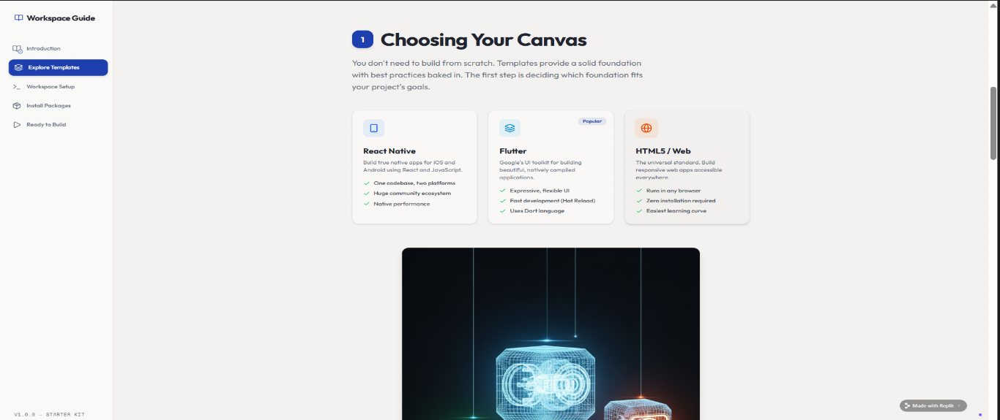 Workspace Guide
Introduction
Explore Templates
Workspace Setup
Install Packages
Ready to Build
V1.0.0 — STARTER KIT
1
Choosing Your Canvas
You don't need to build from scratch. Templates provide a solid foundation
with best practices baked in. The first step is deciding which foundation fits
your project's goals.
React Native
Build true native apps for iOS and
Android using React and JavaScript.
One codebase, two platforms
Huge community ecosystem
Native performance
Popular
Flutter
Google's UI toolkit for building
beautiful, natively compiled
applications.
Expressive, flexible UI
Fast development (Hot Reload)
Uses Dart language
HTML5 / Web
The universal standard. Build
responsive web apps accessible
everywhere.
Runs in any browser
Zero installation required
Easiest learning curve
Made with Replit